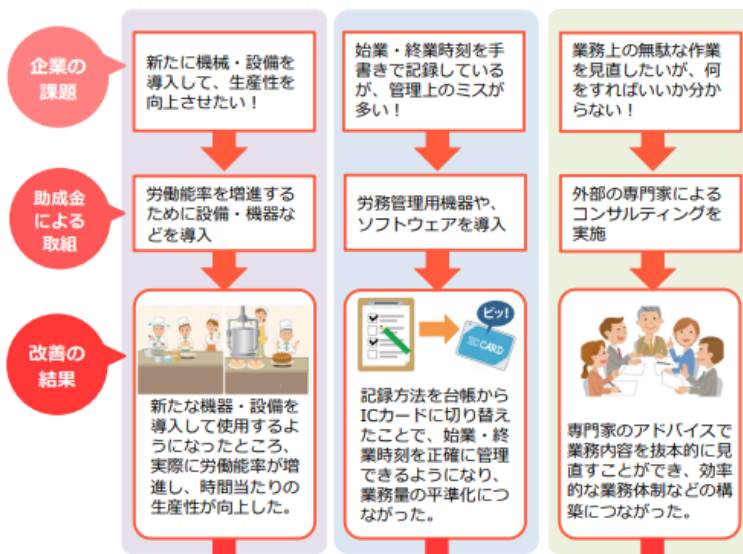 企業の
課題
新たに機械・設備を
導入して、生産性を
向上させたい！
始業・終業時刻を手
書きで記録している
が、管理上のミスが
多い！
業務上の無駄な作業
を見直したいが、何
をすればいいか分か
らない！
助成金
による
取組
労働能率を増進する
ために設備・機器な
どを導入
労務管理用機器や、
ソフトウェアを導入
外部の専門家による
コンサルティングを
実施
改善の
結果
新たな機器・設備を
導入して使用するよ
うになったところ、
実際に労働能率が増
進し、時間当たりの
生産性が向上した。
ピッ！
IC CARD
記録方法を台帳から
ICカードに切り替え
たことで、始業・終
業時刻を正確に管理
できるようになり、
業務量の平準化につ
ながった。
専門家のアドバイスで
業務内容を抜本的に見
直すことができ、効率
的な業務体制などの構
築につながった。